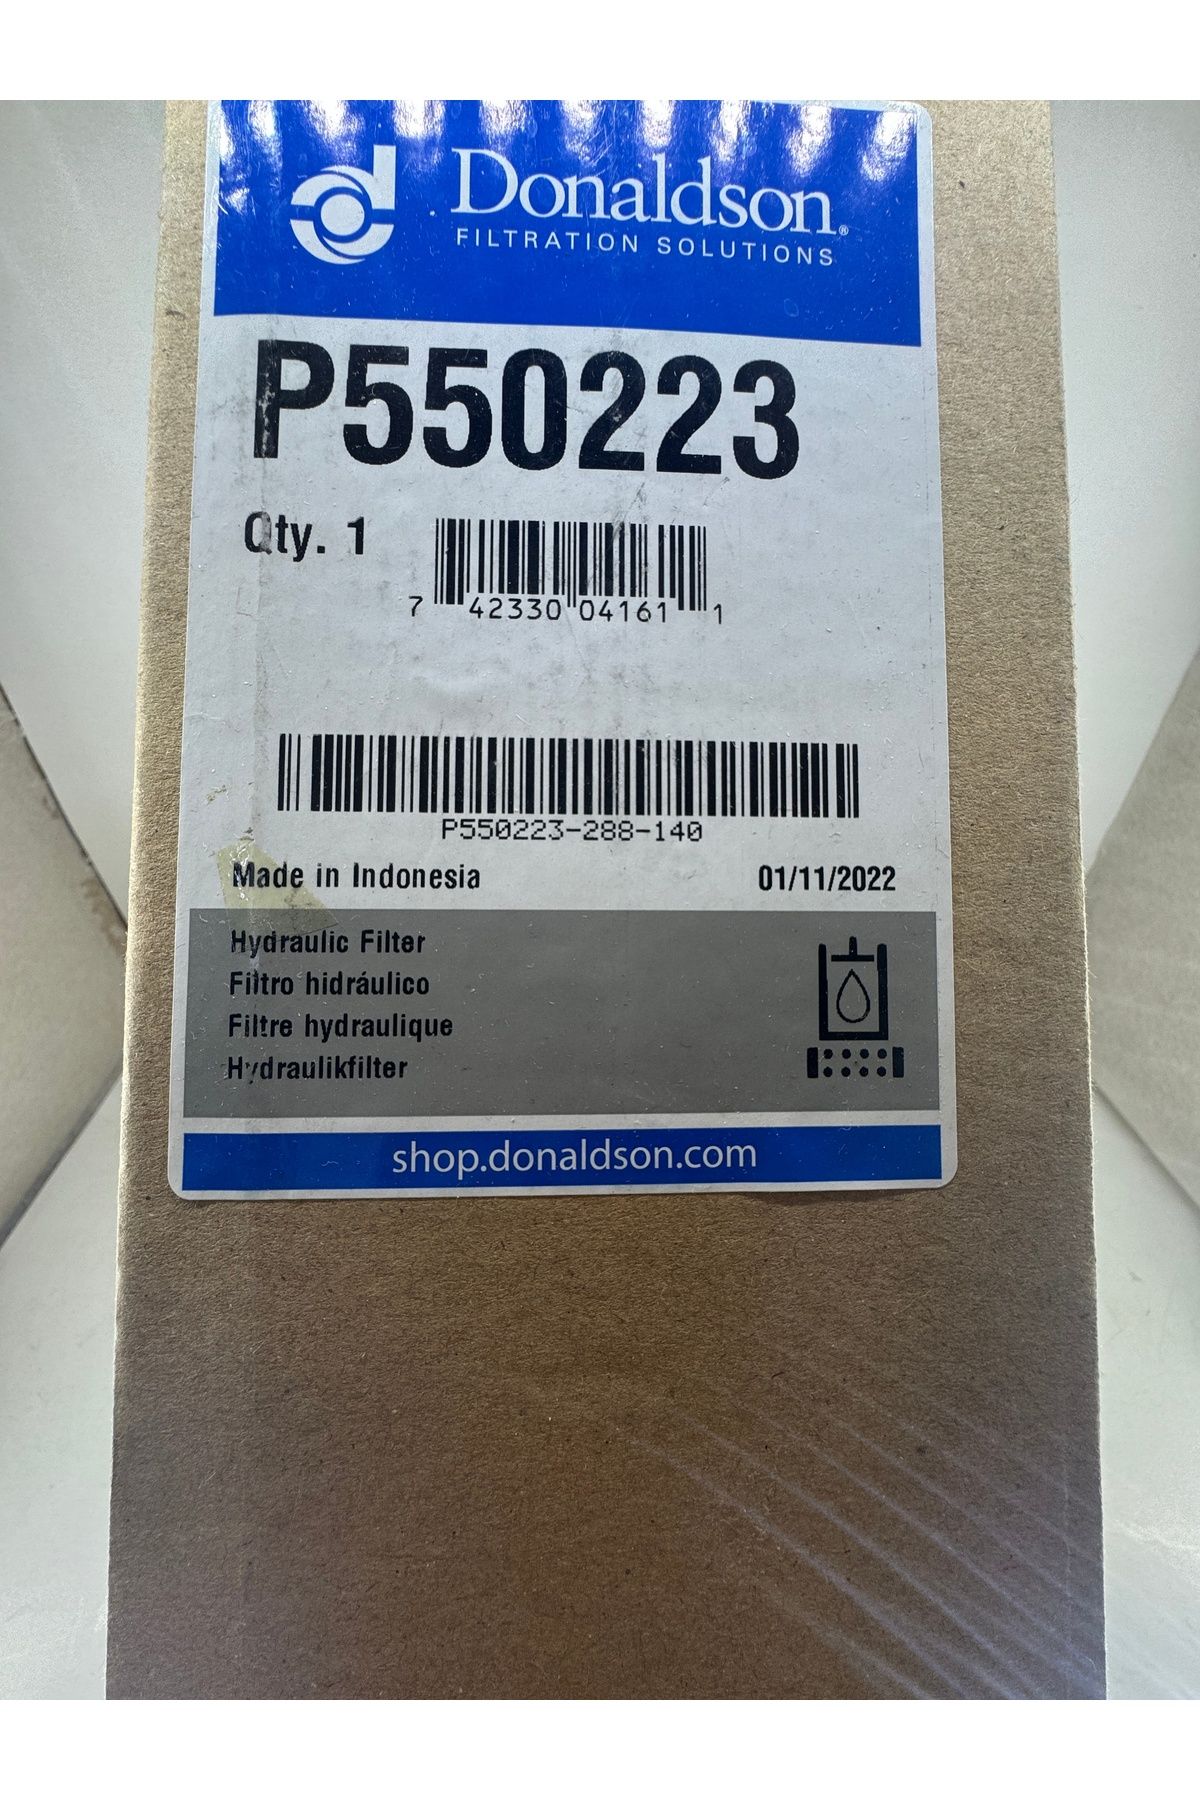 Donaldson®
FILTRATION SOLUTIONS
P550223
Qty. 1
7 42330 04161 1
P550223-288-140
Made in Indonesia 01/11/2022
Hydraulic Filter
Filtro hidráulico
Filtre hydraulique
Hydraulikfilter
shop.donaldson.com